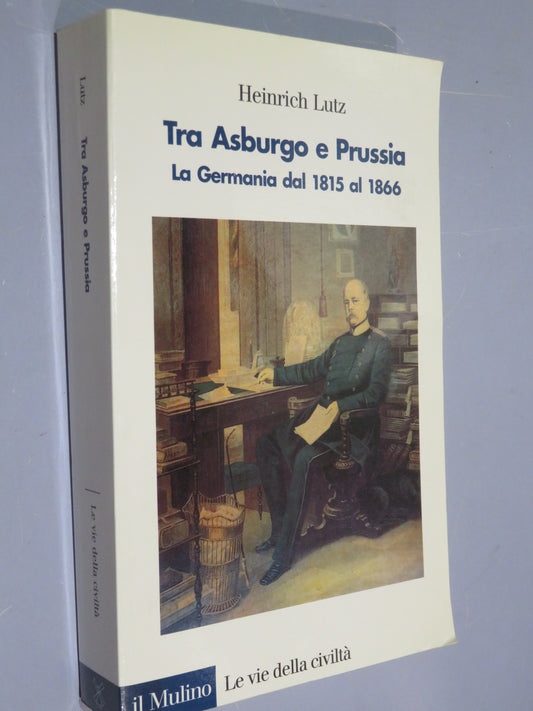 Heinrich Lutz
Tra Asburgo e Prussia
La Germania dal 1815 al 1866
il Mulino
Le vie della civiltà
Lutz
Tra Asburgo e Prussia
Le vie della civiltà